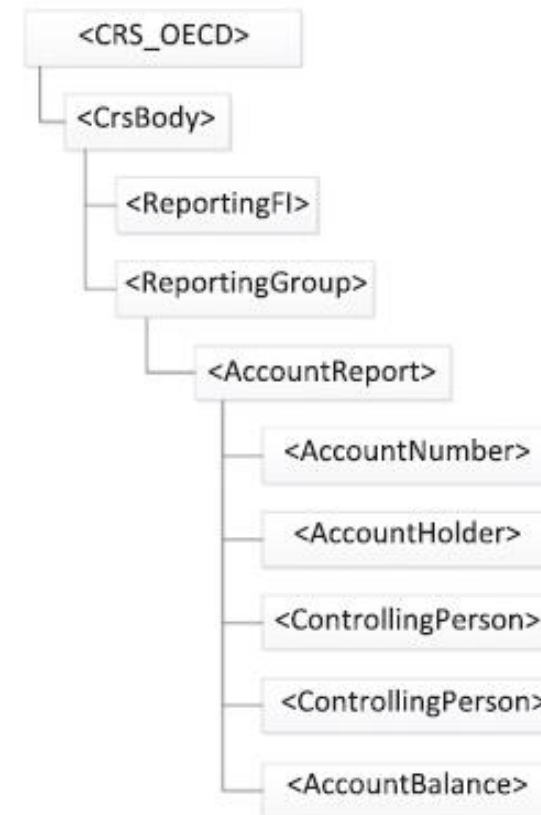 <CRS_OECD>
<CrsBody>
<ReportingFI>
<ReportingGroup>
<AccountReport>
<AccountNumber>
<AccountHolder>
<ControllingPerson>
<ControllingPerson>
<AccountBalance>